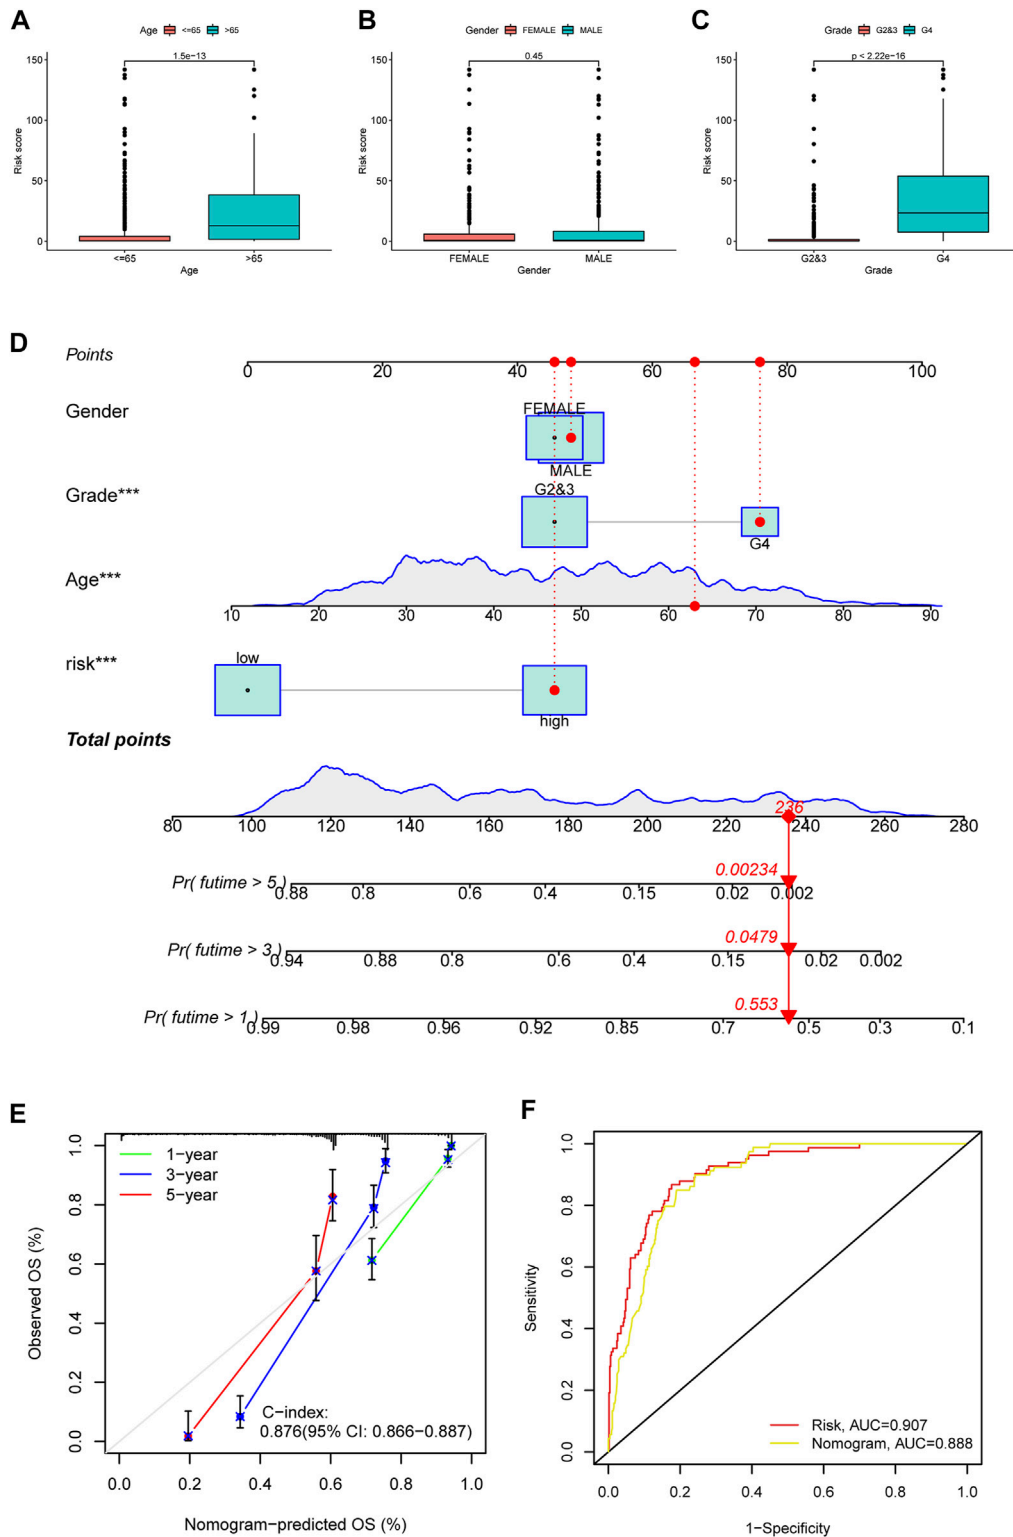 A
Age <=65 >65
1.5e−13
Risk score
150
100
50
0
<=65
>65
Age
B
Gender FEMALE MALE
0.45
Risk score
150
100
50
0
FEMALE
MALE
Gender
C
Grade G2&3 G4
p < 2.22e−16
Risk score
150
100
50
0
G2&3
G4
Grade
D
Points
0 20 40 60 80 100
Gender
FEMALE
MALE
Grade***
G2&3
G4
Age***
10 20 30 40 50 60 70 80 90
risk***
low
high
Total points
236
80 100 120 140 160 180 200 220 240 260 280
0.00234
Pr( futime > 5 )
0.88 0.8 0.6 0.4 0.15 0.02 0.002
0.0479
Pr( futime > 3 )
0.94 0.88 0.8 0.6 0.4 0.15 0.02 0.002
0.553
Pr( futime > 1 )
0.99 0.98 0.96 0.92 0.85 0.7 0.5 0.3 0.1
E
1−year
3−year
5−year
Observed OS (%)
1.0
0.8
0.6
0.4
0.2
0.0
C−index:
0.876(95% CI: 0.866−0.887)
0.0 0.2 0.4 0.6 0.8 1.0
Nomogram−predicted OS (%)
F
Sensitivity
1.0
0.8
0.6
0.4
0.2
0.0
Risk, AUC=0.907
Nomogram, AUC=0.888
0.0 0.2 0.4 0.6 0.8 1.0
1−Specificity